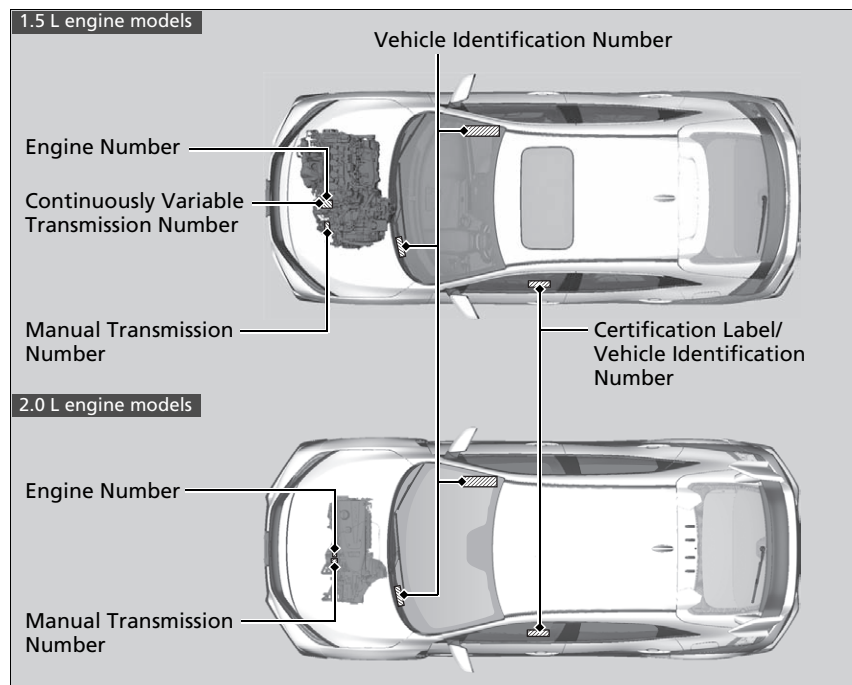 1.5 L engine models
Vehicle Identification Number
Engine Number
Continuously Variable
Transmission Number
Manual Transmission
Number
Certification Label/
Vehicle Identification
Number
2.0 L engine models
Engine Number
Manual Transmission
Number